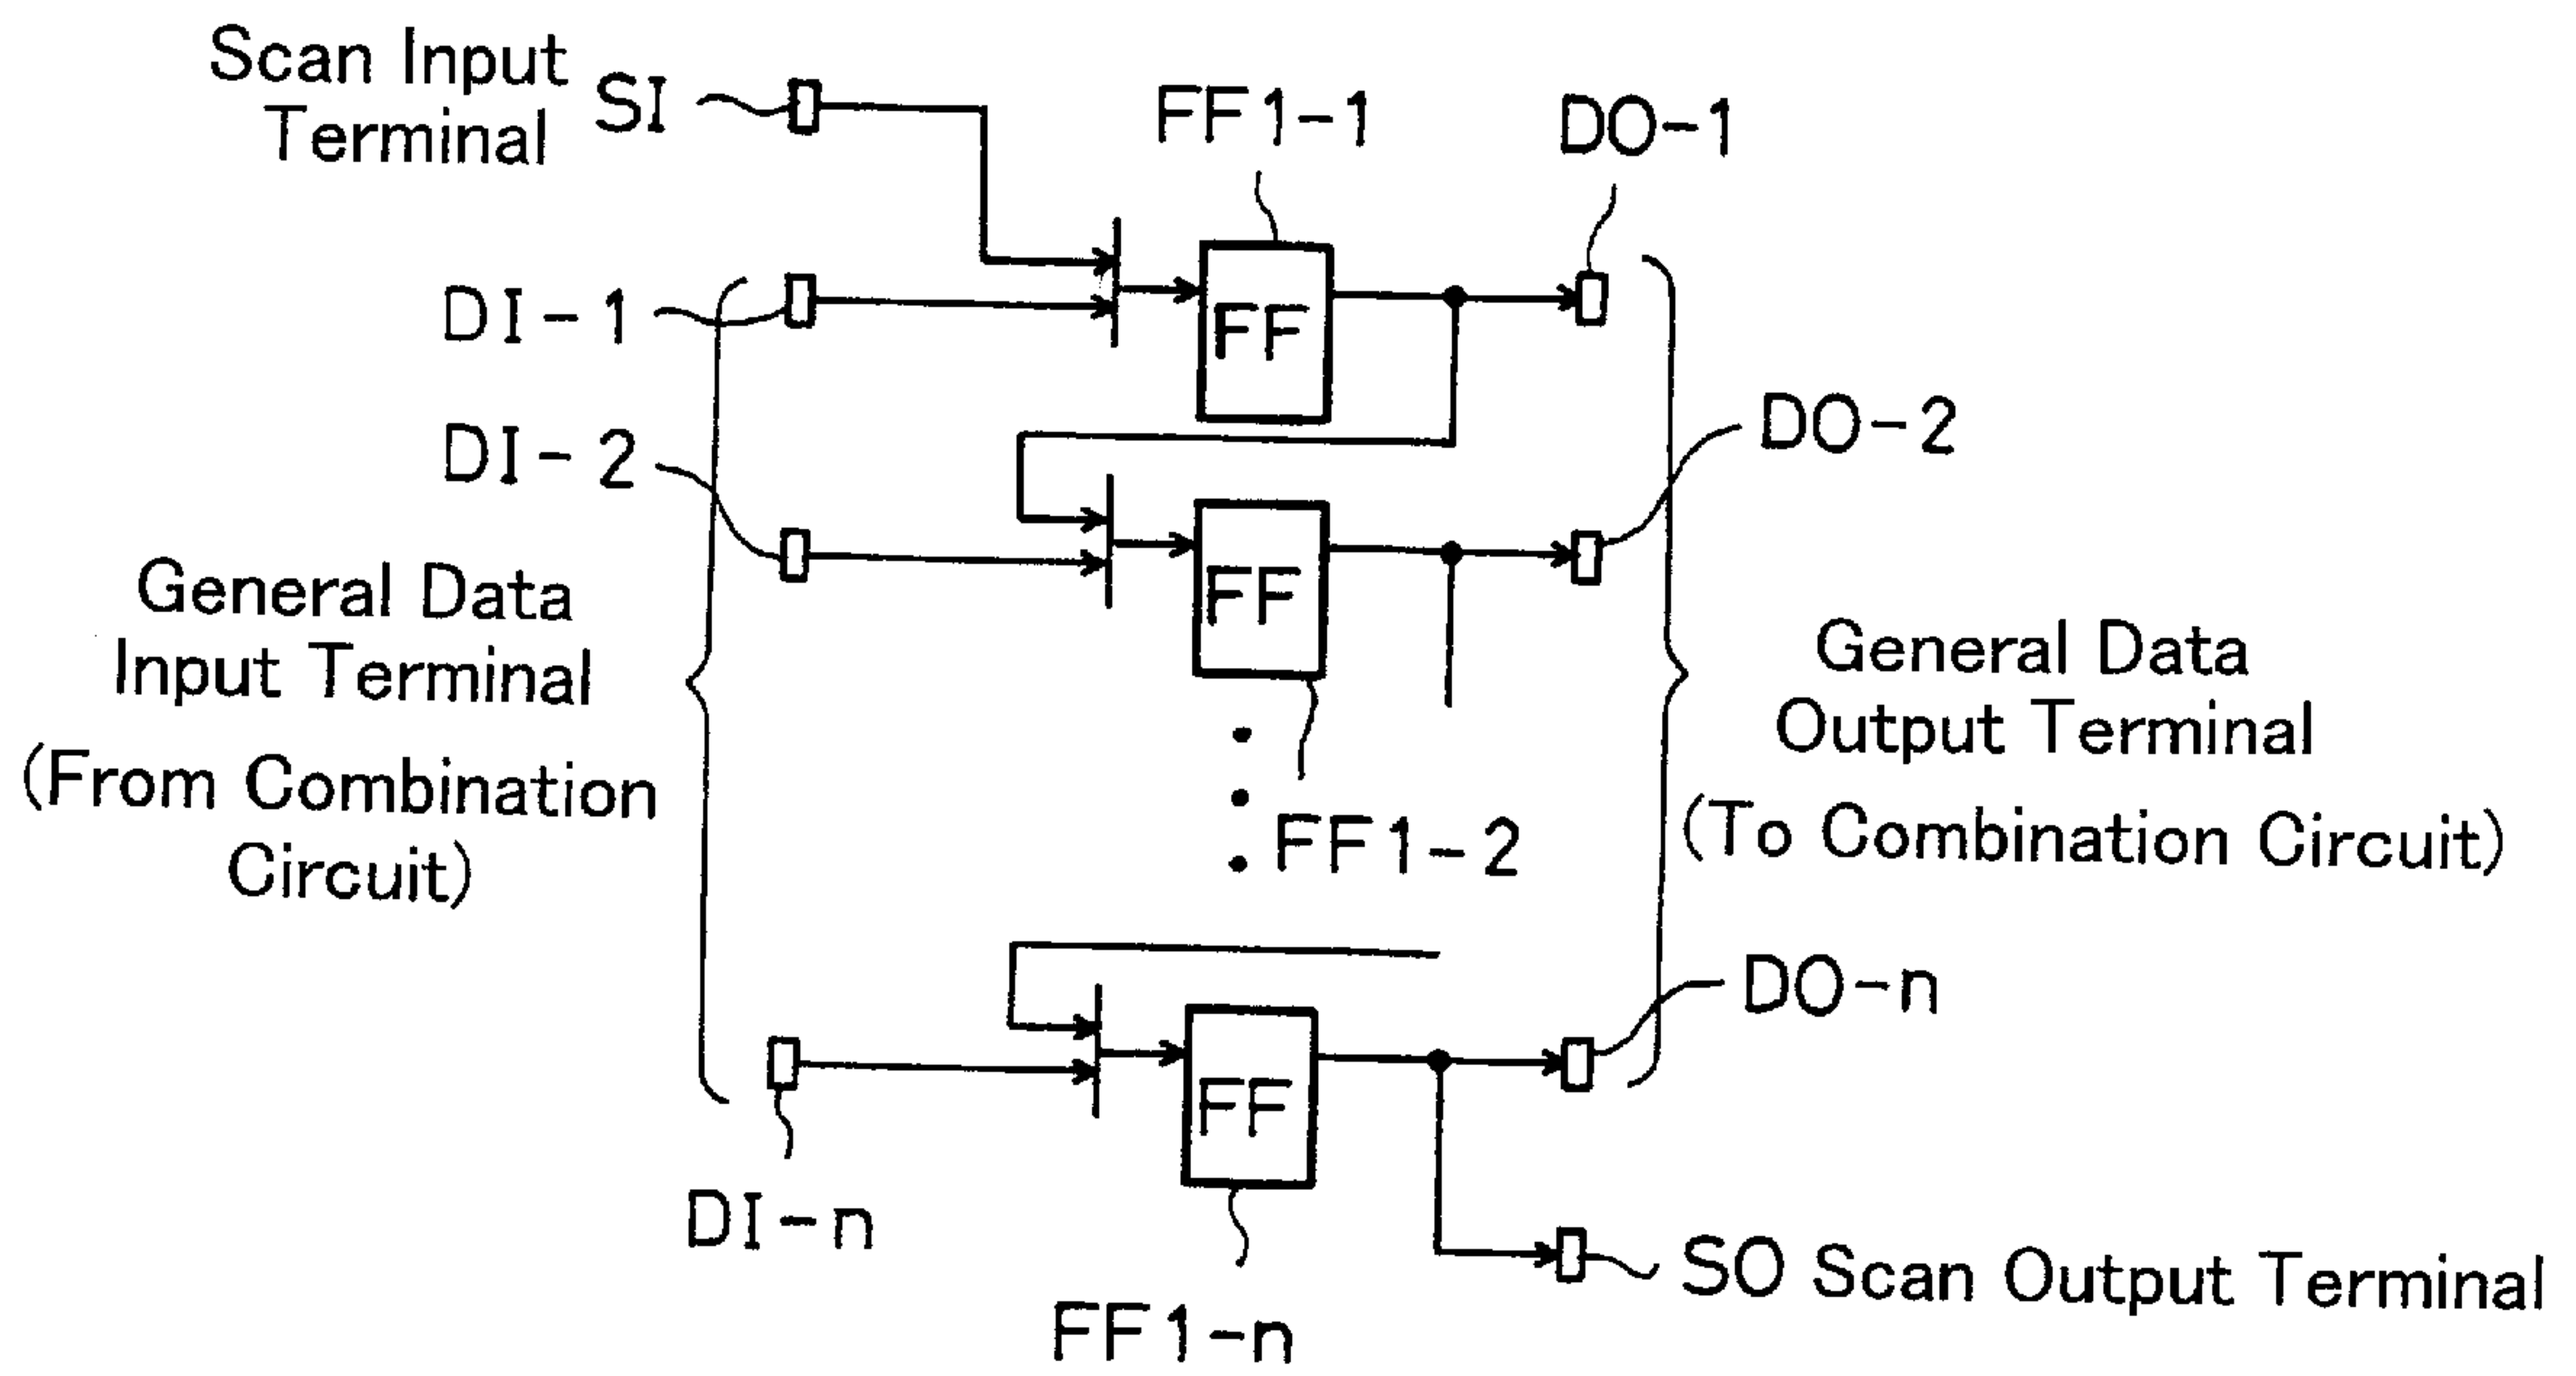 Scan Input
Terminal SI
FF1-1
DO-1
DI-1
FF
DI-2
DO-2
General Data
Input Terminal
(From Combination
Circuit)
FF
General Data
Output Terminal
(To Combination Circuit)
FF1-2
DO-n
FF
DI-n
SO Scan Output Terminal
FF1-n